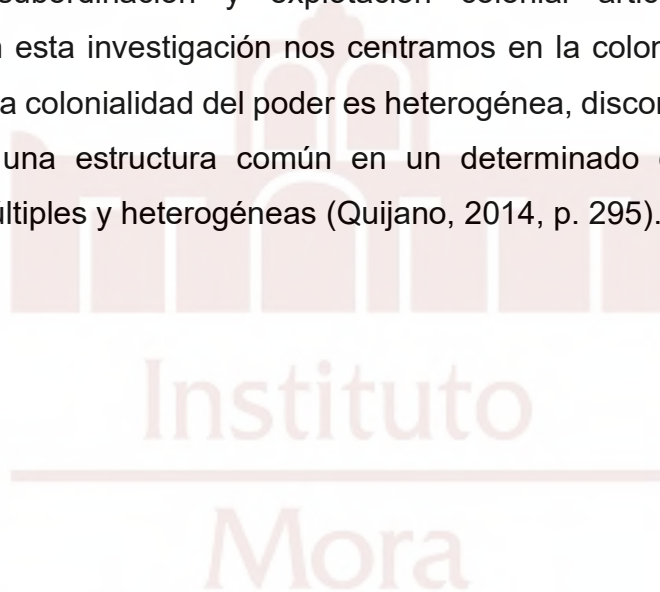 subordinación y explotación colonial
esta investigación nos centramos en la
a colonialidad del poder es heterogénea,
una estructura común en un determinado
y heterogéneas (Quijano, 2014, p. 295).
Instituto
Mora